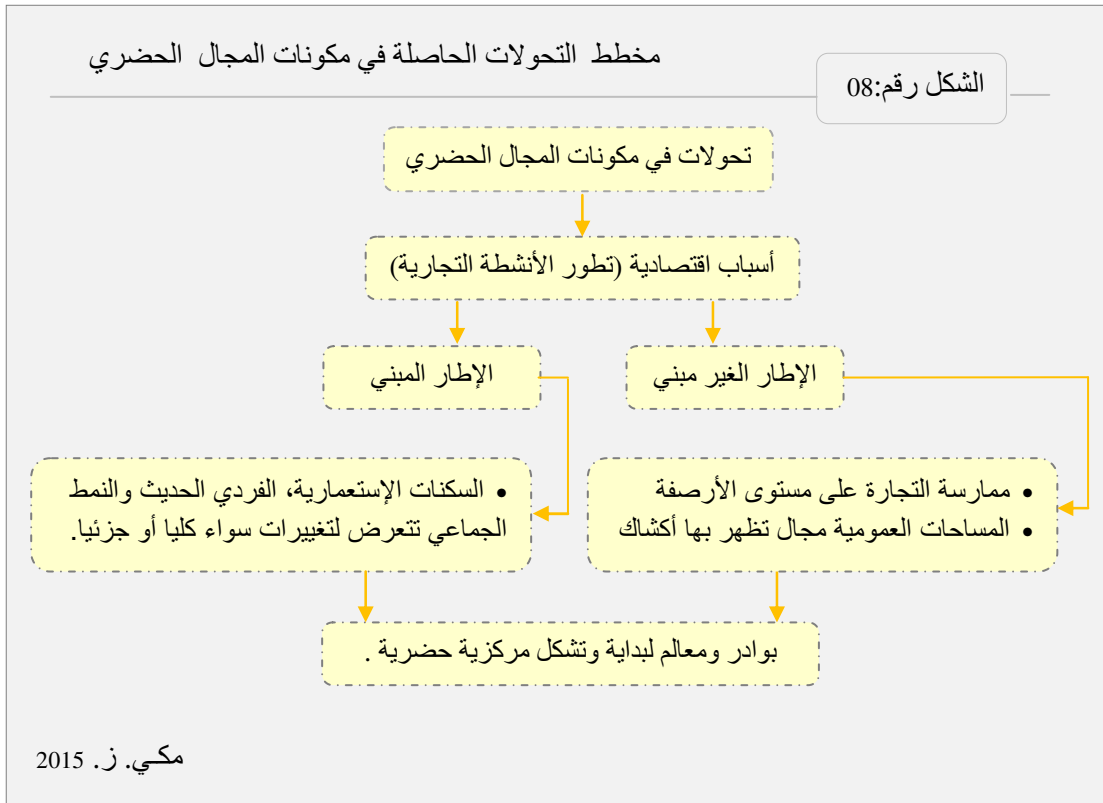 مخطط التحولات الحاصلة في مكونات المجال الحضري
الشكل رقم:08
تحولات في مكونات المجال الحضري
أسباب اقتصادية (تطور الأنشطة التجارية)
الإطار الغير مبني
الإطار المبني
• ممارسة التجارة على مستوى الأرصفة
• المساحات العمومية مجال تظهر بها أكشاك
• السكنات الإستعمارية، الفردي الحديث والنمط
الجماعي تتعرض لتغييرات سواء كليا أو جزئيا.
بوادر ومعالم لبداية وتشكل مركزية حضرية .
مكـي. ز. 2015